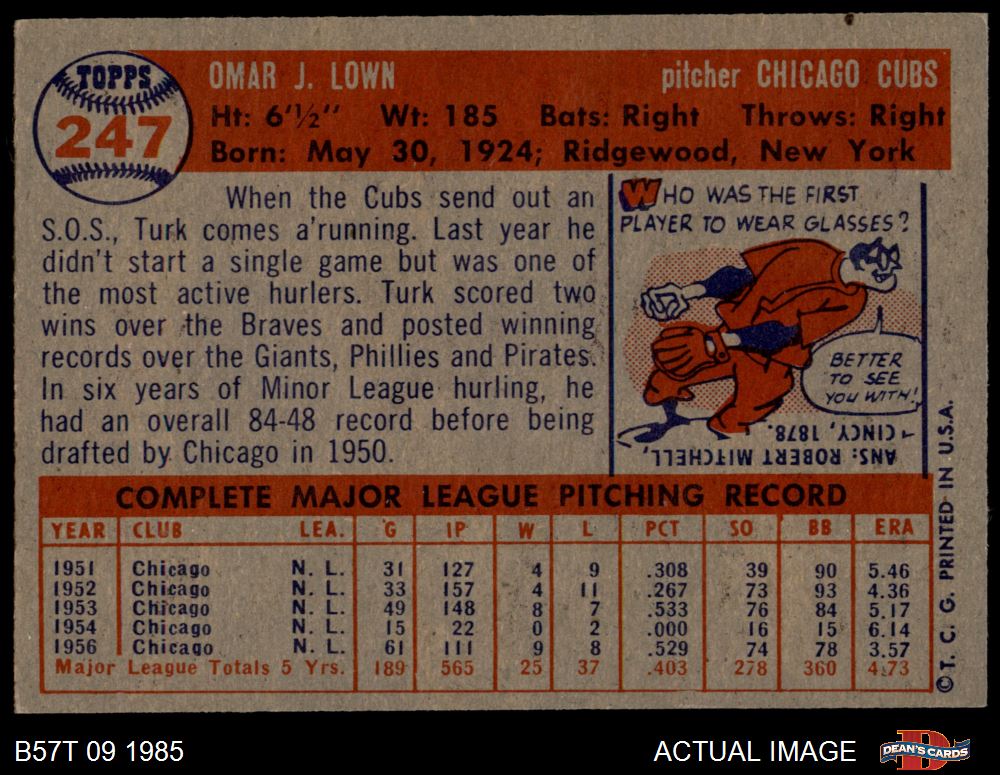 TOPPS
247
OMAR J. LOWN pitcher CHICAGO CUBS
Ht: 6'½" Wt: 185 Bats: Right Throws: Right
Born: May 30, 1924; Ridgewood, New York
When the Cubs send out an
S.O.S., Turk comes a'running. Last year he
didn't start a single game but was one of
the most active hurlers. Turk scored two
wins over the Braves and posted winning
records over the Giants, Phillies and Pirates.
In six years of Minor League hurling, he
had an overall 84-48 record before being
drafted by Chicago in 1950.
WHO WAS THE FIRST
PLAYER TO WEAR GLASSES?
BETTER
TO SEE
YOU WITH!
ANS: ROBERT MITCHELL,
- CINCY, 1878.
COMPLETE MAJOR LEAGUE PITCHING RECORD
YEAR CLUB LEA. G IP W L PCT SO BB ERA
1951 Chicago N. L. 31 127 4 9 .308 39 90 5.46
1952 Chicago N. L. 33 157 4 11 .267 73 93 4.36
1953 Chicago N. L. 49 148 8 7 .533 76 84 5.17
1954 Chicago N. L. 15 22 0 2 .000 16 15 6.14
1956 Chicago N. L. 61 111 9 8 .529 74 78 3.57
Major League Totals 5 Yrs. 189 565 25 37 .403 278 360 4.73
© T. C. G. PRINTED IN U.S.A.
B57T 09 1985 ACTUAL IMAGE DEAN'S CARDS